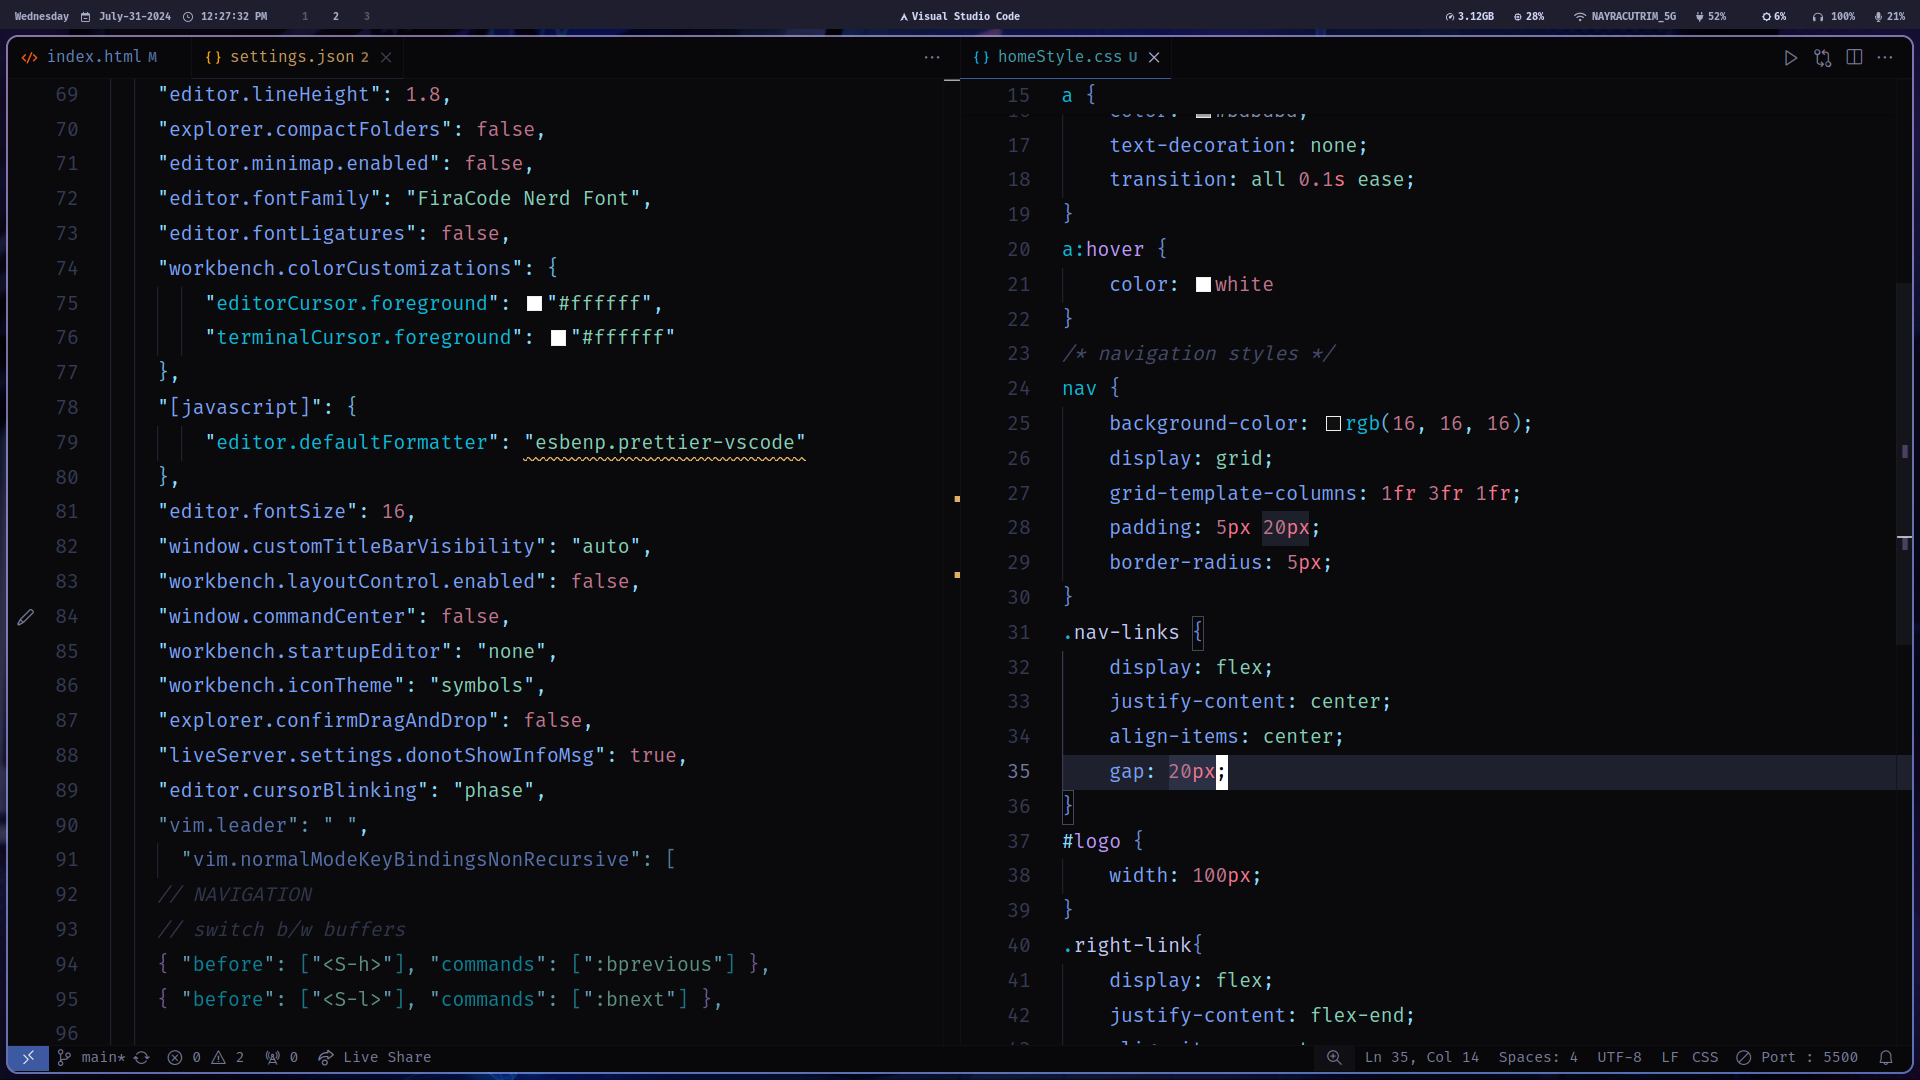 Wednesday July-31-2024 12:27:32 PM 1 2 3
Visual Studio Code
3.12GB 28% NAYRACUTRIM_5G 52% 6% 100% 21%
index.html M
settings.json 2
69 "editor.lineHeight": 1.8,
70 "explorer.compactFolders": false,
71 "editor.minimap.enabled": false,
72 "editor.fontFamily": "FiraCode Nerd Font",
73 "editor.fontLigatures": false,
74 "workbench.colorCustomizations": {
75 "editorCursor.foreground": "#ffffff",
76 "terminalCursor.foreground": "#ffffff"
77 },
78 "[javascript]": {
79 "editor.defaultFormatter": "esbenp.prettier-vscode"
80 },
81 "editor.fontSize": 16,
82 "window.customTitleBarVisibility": "auto",
83 "workbench.layoutControl.enabled": false,
84 "window.commandCenter": false,
85 "workbench.startupEditor": "none",
86 "workbench.iconTheme": "symbols",
87 "explorer.confirmDragAndDrop": false,
88 "liveServer.settings.donotShowInfoMsg": true,
89 "editor.cursorBlinking": "phase",
90 "vim.leader": " ",
91 "vim.normalModeKeyBindingsNonRecursive": [
92 // NAVIGATION
93 // switch b/w buffers
94 { "before": ["<S-h>"], "commands": [":bprevious"] },
95 { "before": ["<S-l>"], "commands": [":bnext"] },
96
homeStyle.css U
15 a {
17 text-decoration: none;
18 transition: all 0.1s ease;
19 }
20 a:hover {
21 color: white
22 }
23 /* navigation styles */
24 nav {
25 background-color: rgb(16, 16, 16);
26 display: grid;
27 grid-template-columns: 1fr 3fr 1fr;
28 padding: 5px 20px;
29 border-radius: 5px;
30 }
31 .nav-links {
32 display: flex;
33 justify-content: center;
34 align-items: center;
35 gap: 20px;
36 }
37 #logo {
38 width: 100px;
39 }
40 .right-link{
41 display: flex;
42 justify-content: flex-end;
main* 0 2 0 Live Share
Ln 35, Col 14 Spaces: 4 UTF-8 LF CSS Port : 5500